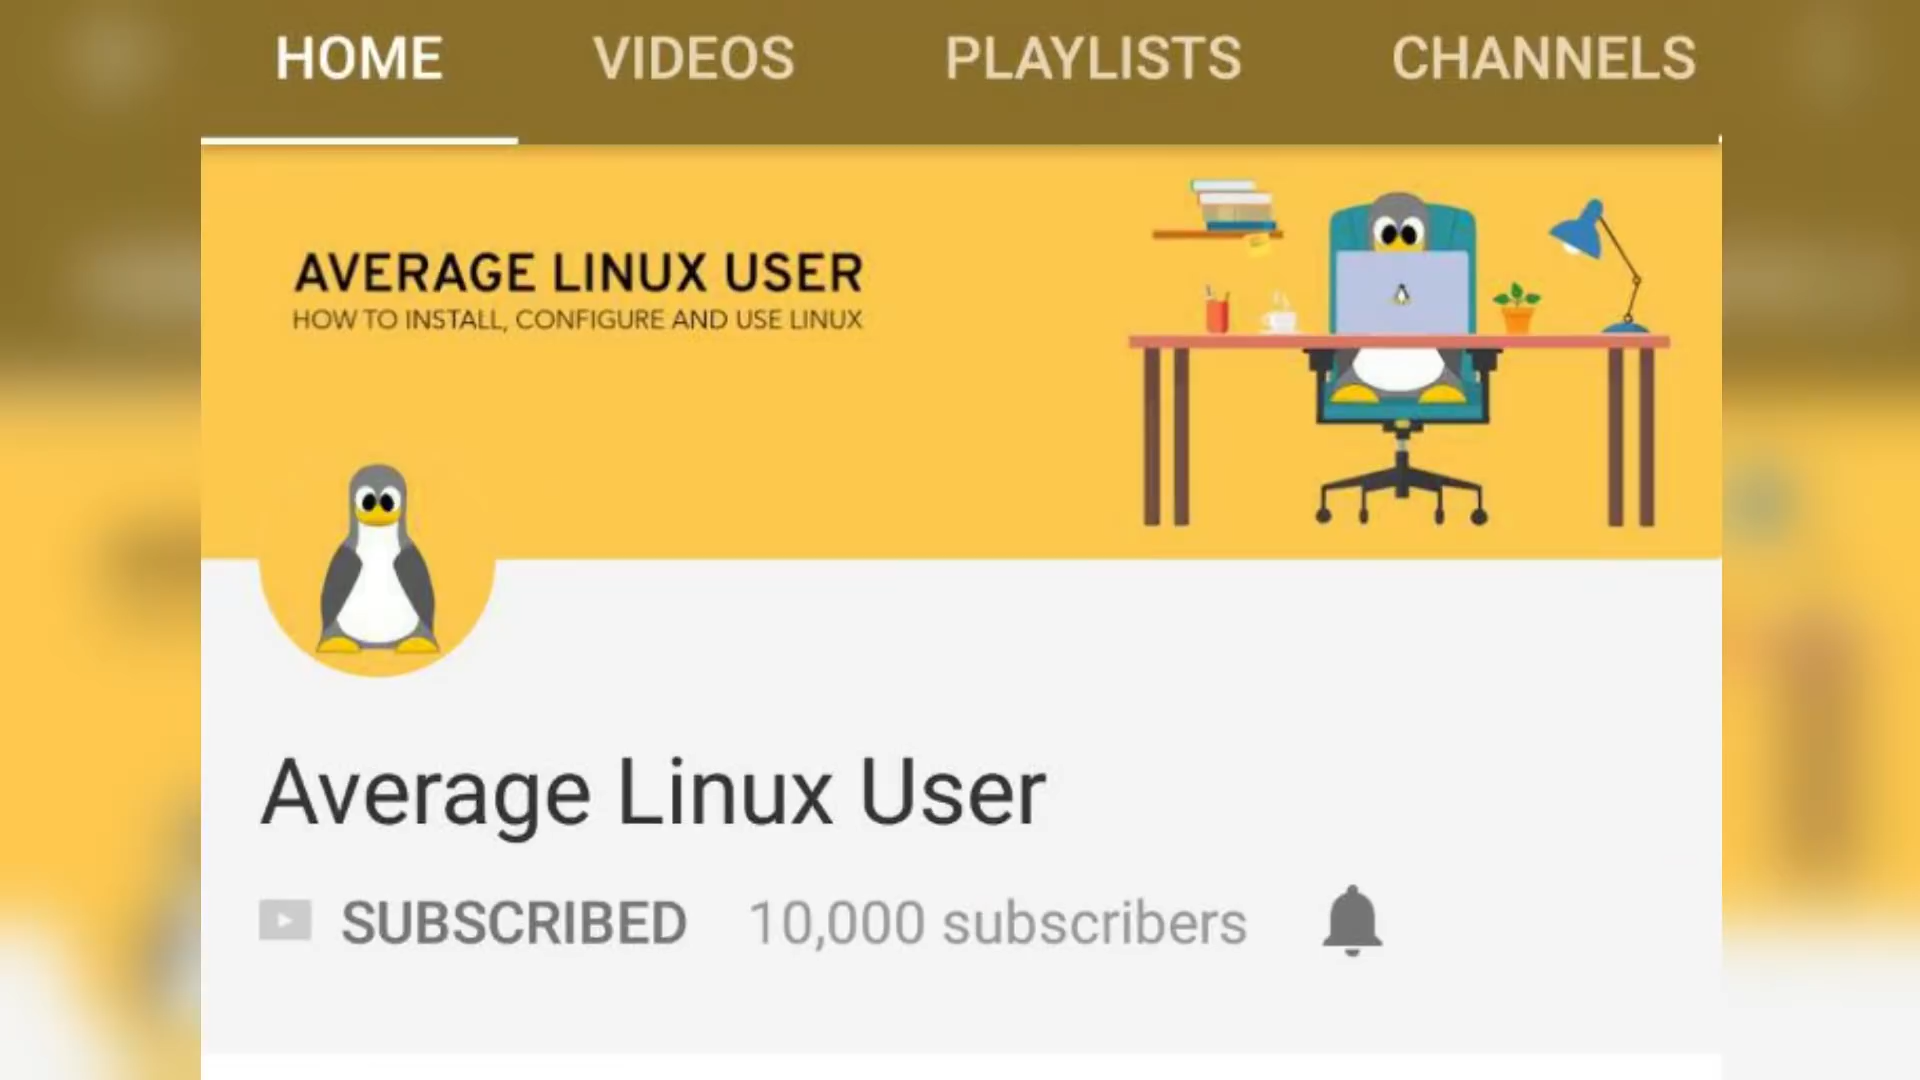 HOME VIDEOS PLAYLISTS CHANNELS
AVERAGE LINUX USER
HOW TO INSTALL, CONFIGURE AND USE LINUX
Average Linux User
SUBSCRIBED 10,000 subscribers